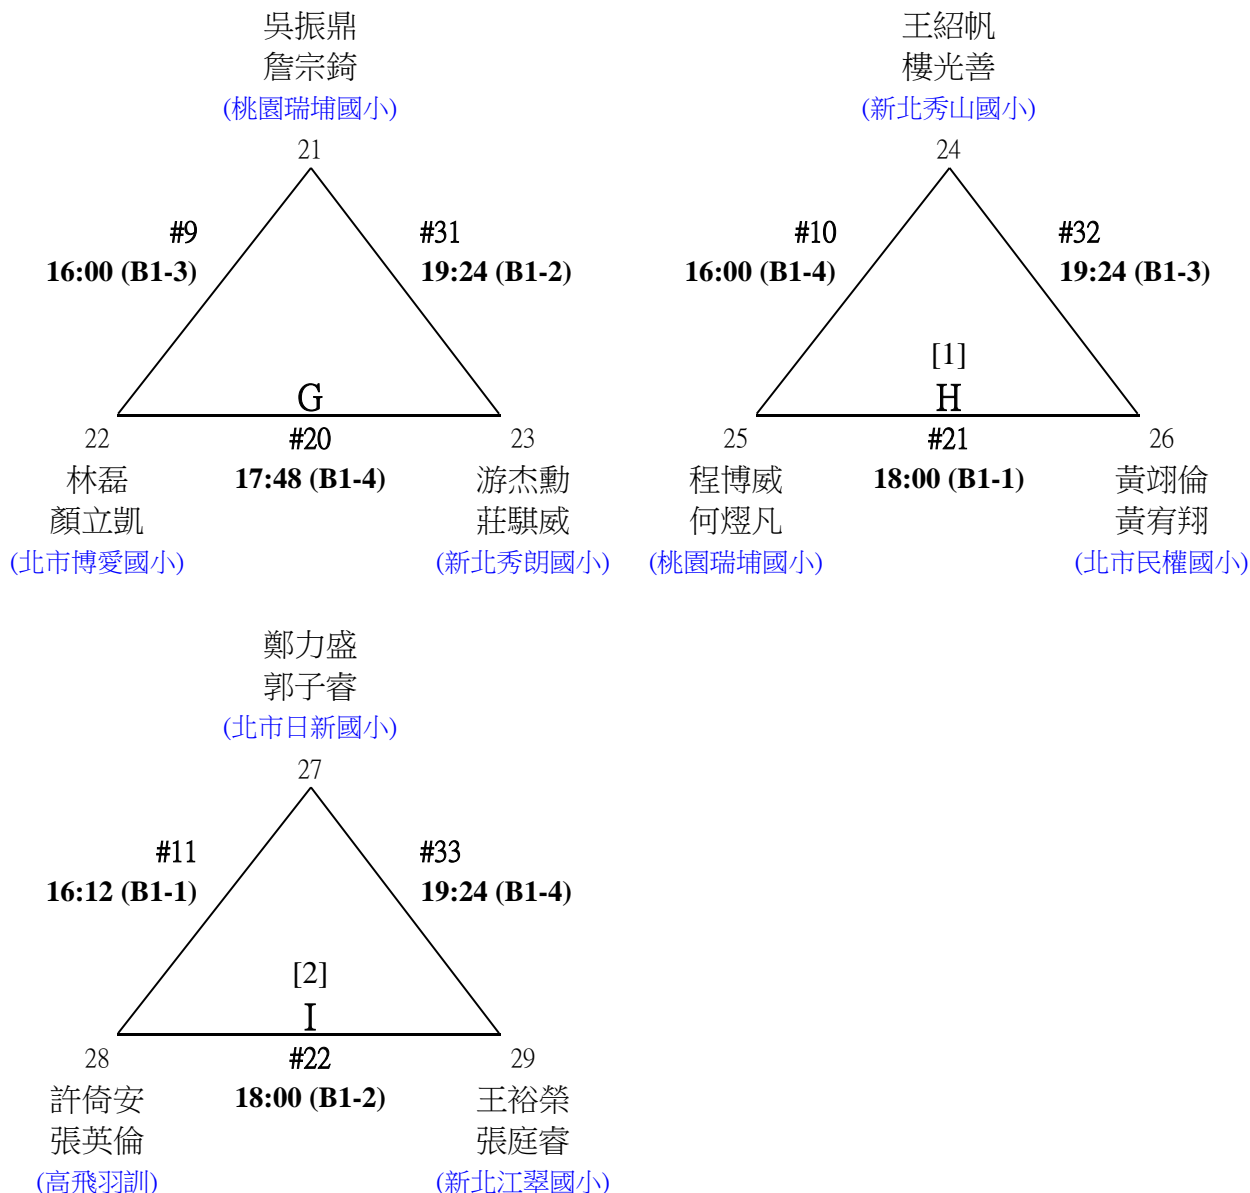 吳振鼎
詹宗錡
(桃園瑞埔國小)
21
#9
16:00 (B1-3)
#31
19:24 (B1-2)
G
#20
17:48 (B1-4)
22
林磊
顏立凱
(北市博愛國小)
23
游杰勳
莊騏威
(新北秀朗國小)
王紹帆
樓光善
(新北秀山國小)
24
#10
16:00 (B1-4)
#32
19:24 (B1-3)
[1]
H
#21
18:00 (B1-1)
25
程博威
何熤凡
(桃園瑞埔國小)
26
黃翊倫
黃宥翔
(北市民權國小)
鄭力盛
郭子睿
(北市日新國小)
27
#11
16:12 (B1-1)
#33
19:24 (B1-4)
[2]
I
#22
18:00 (B1-2)
28
許倚安
張英倫
(高飛羽訓)
29
王裕榮
張庭睿
(新北江翠國小)